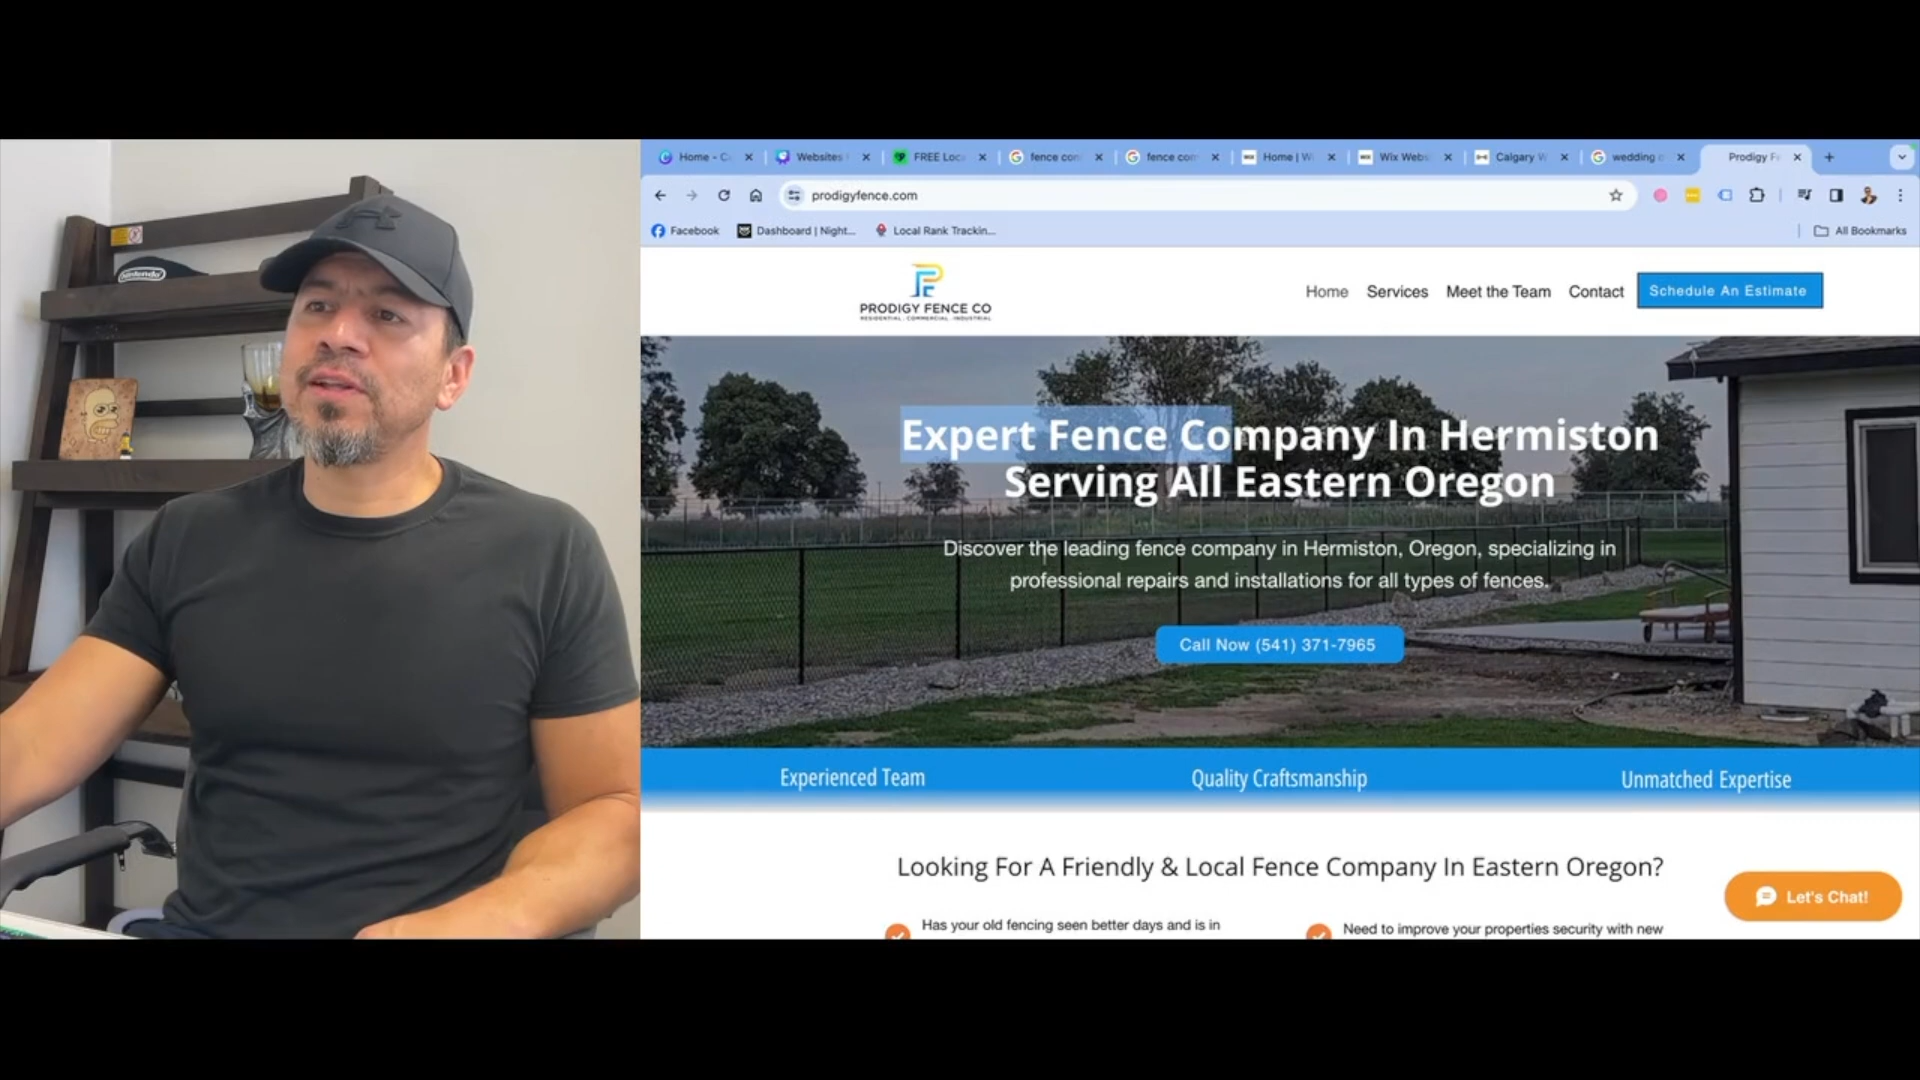 Home - C
Websites
FREE Loc
fence con
fence con
Home | W
Wix Webs
Calgary W
wedding
Prodigy F
prodigyfence.com
Facebook
Dashboard | Night...
Local Rank Trackin...
All Bookmarks
Nintendo
PRODIGY FENCE CO
RESIDENTIAL . COMMERCIAL . INDUSTRIAL
Home
Services
Meet the Team
Contact
Schedule An Estimate
Expert Fence Company In Hermiston
Serving All Eastern Oregon
Discover the leading fence company in Hermiston, Oregon, specializing in
professional repairs and installations for all types of fences.
Call Now (541) 371-7965
Experienced Team
Quality Craftsmanship
Unmatched Expertise
Looking For A Friendly & Local Fence Company In Eastern Oregon?
Has your old fencing seen better days and is in
Need to improve your properties security with new
Let's Chat!